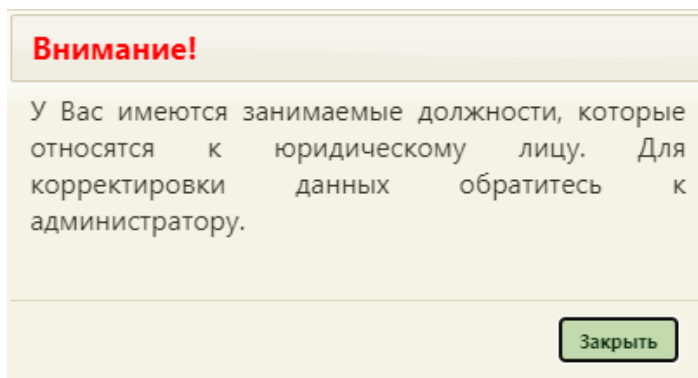 Внимание!
У Вас имеются занимаемые должности, которые
относятся к юридическому лицу. Для
корректировки данных обратитесь к
администратору.
Закрыть